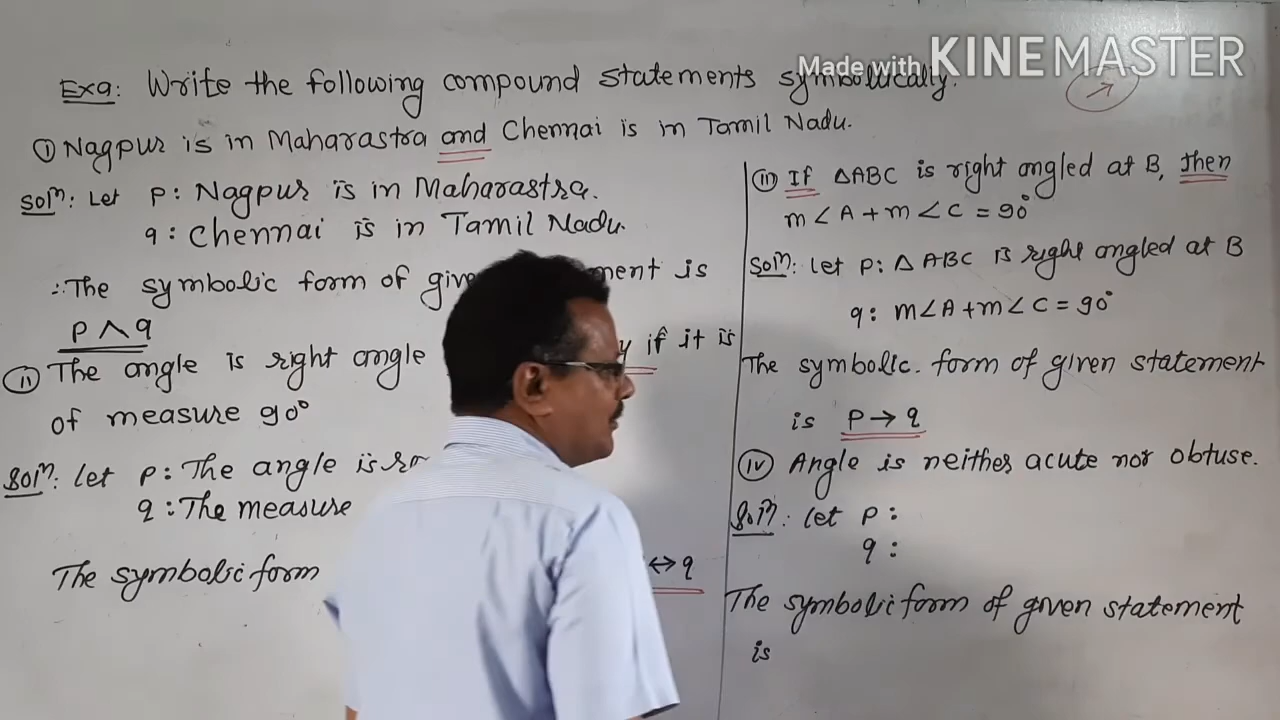 Made with KINEMASTER
Exa: Write the following compound statements symbolically.
① Nagpur is in Maharastra and Chennai is in Tamil Nadu.
Solⁿ: Let p: Nagpur is in Maharastra.
q: Chennai is in Tamil Nadu.
∴ The symbolic form of is
p ∧ q
ⓘⓘ The angle is right angle if it is
of measure 90°
Solⁿ: let p: The angle is
q: The measure
The symbolic form ↔ q
ⓘⓘⓘ If ∆ABC is right angled at B, then
m∠A + m∠C = 90°
Solⁿ: let p: ∆ ABC is right angled at B
q: m∠A + m∠C = 90°
The symbolic. form of given statement
is p → q
ⓘⓥ Angle is neither acute nor obtuse.
Solⁿ: let p:
q:
The symbolic form of given statement
is